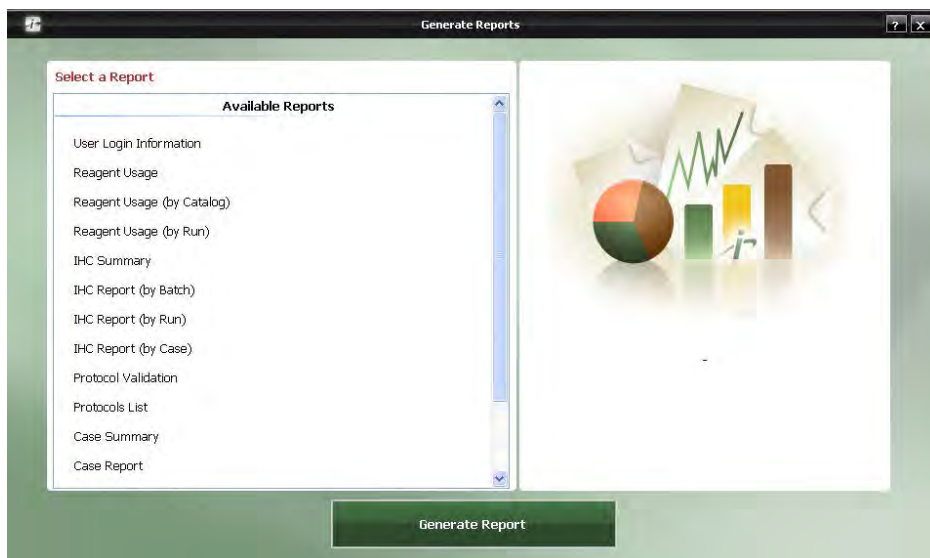 Generate Reports
? X
Select a Report
Available Reports
User Login Information
Reagent Usage
Reagent Usage (by Catalog)
Reagent Usage (by Run)
IHC Summary
IHC Report (by Batch)
IHC Report (by Run)
IHC Report (by Case)
Protocol Validation
Protocols List
Case Summary
Case Report
-
Generate Report